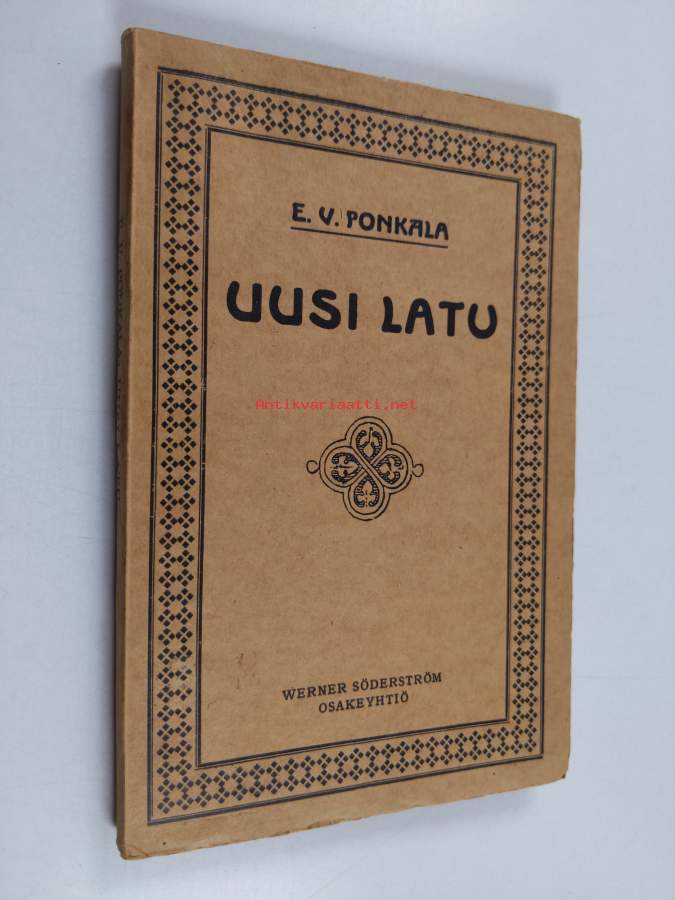 E. V. PONKALA
UUSI LATU
Antikvariaatti.net
WERNER SÖDERSTRÖM
OSAKEYHTIÖ